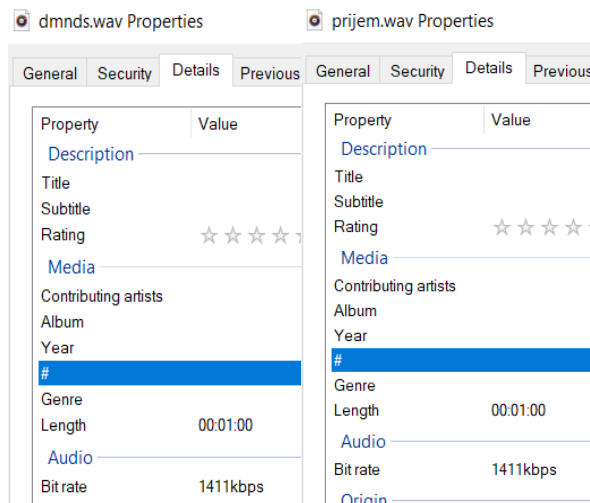 dmnds.wav Properties
General Security Details Previous
Property Value
Description
Title
Subtitle
Rating
Media
Contributing artists
Album
Year
#
Genre
Length 00:01:00
Audio
Bit rate 1411kbps
prijem.wav Properties
General Security Details Previous
Property Value
Description
Title
Subtitle
Rating
Media
Contributing artists
Album
Year
#
Genre
Length 00:01:00
Audio
Bit rate 1411kbps
Origin